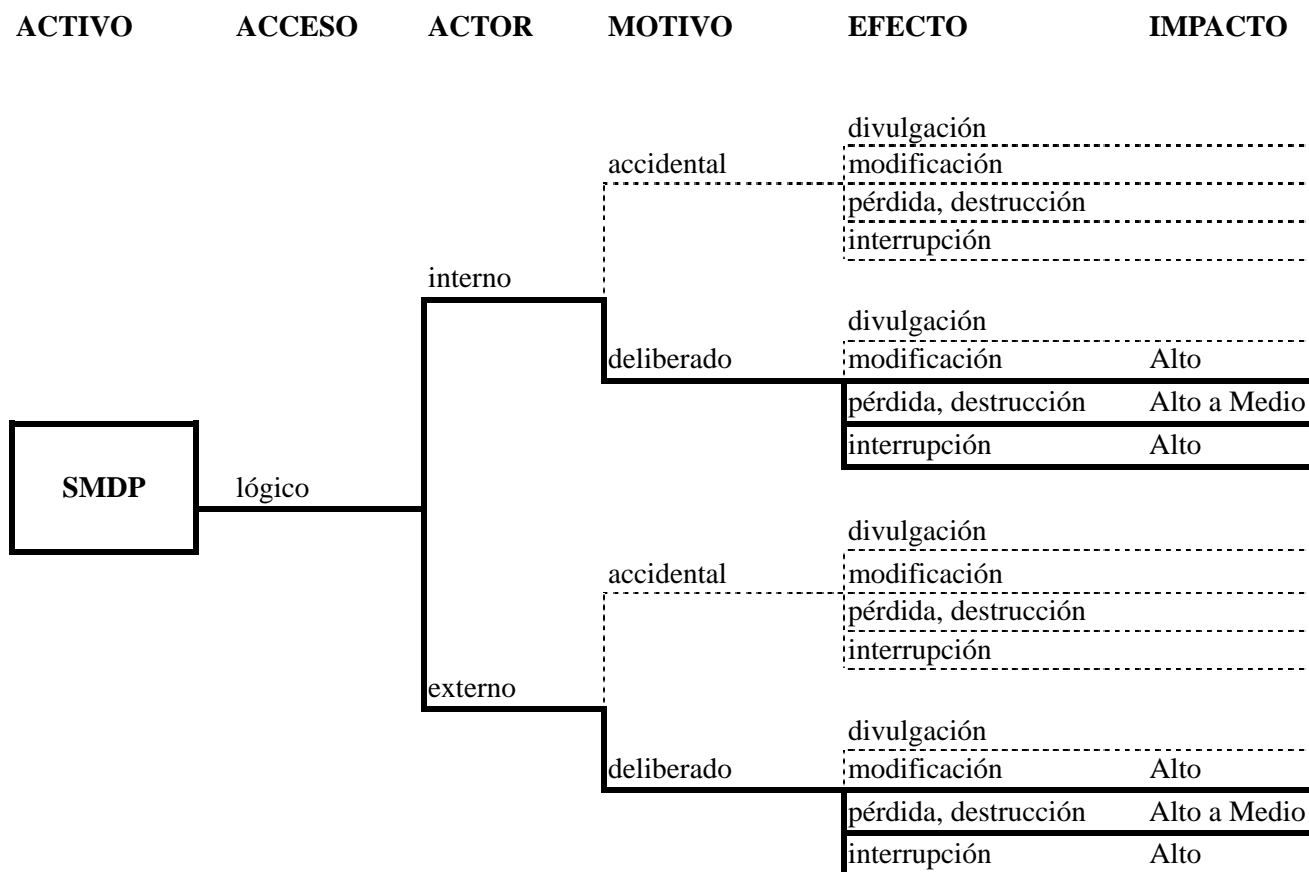 ACTIVO ACCESO ACTOR MOTIVO EFECTO IMPACTO
divulgación
accidental modificación
pérdida, destrucción
interrupción
interno
divulgación
deliberado modificación Alto
pérdida, destrucción Alto a Medio
interrupción Alto
SMDP lógico
divulgación
accidental modificación
pérdida, destrucción
interrupción
externo
divulgación
deliberado modificación Alto
pérdida, destrucción Alto a Medio
interrupción Alto